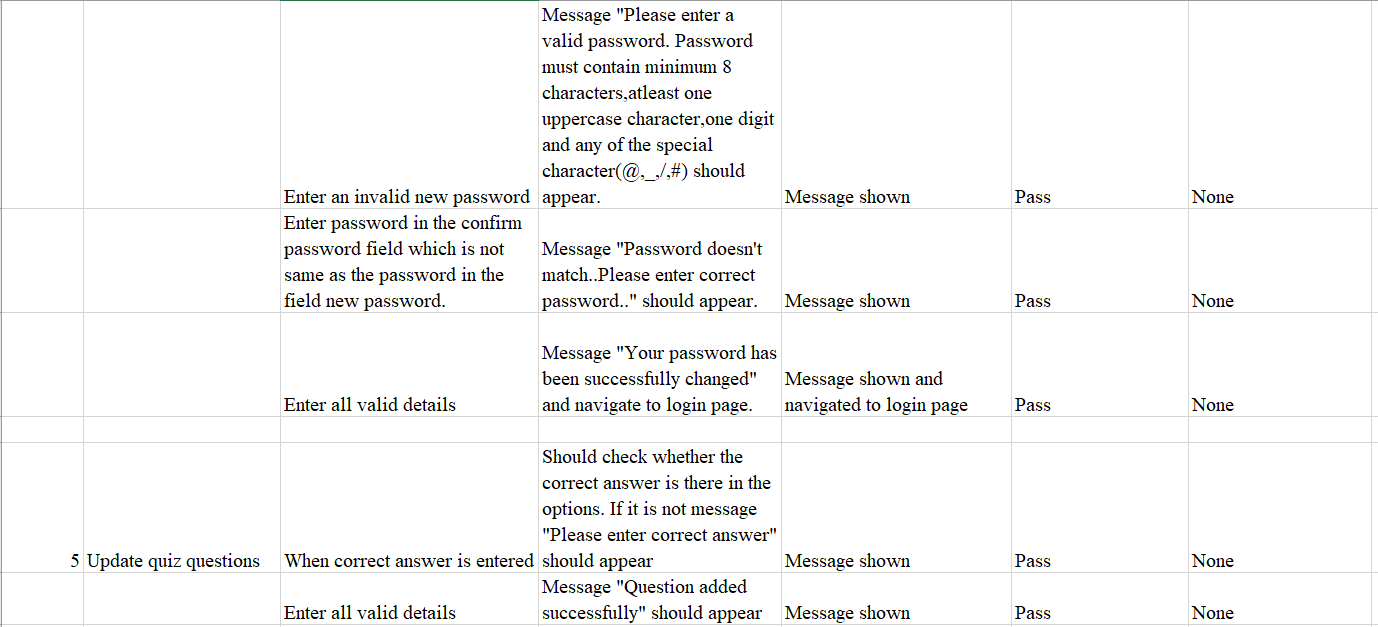 Enter an invalid new password
Message "Please enter a
valid password. Password
must contain minimum 8
characters,atleast one
uppercase character,one digit
and any of the special
character(@,_,/,#) should
appear.
Message shown
Pass
None
Enter password in the confirm
password field which is not
same as the password in the
field new password.
Message "Password doesn't
match..Please enter correct
password.." should appear.
Message shown
Pass
None
Enter all valid details
Message "Your password has
been successfully changed"
and navigate to login page.
Message shown and
navigated to login page
Pass
None
5
Update quiz questions
When correct answer is entered
Should check whether the
correct answer is there in the
options. If it is not message
"Please enter correct answer"
should appear
Message shown
Pass
None
Enter all valid details
Message "Question added
successfully" should appear
Message shown
Pass
None